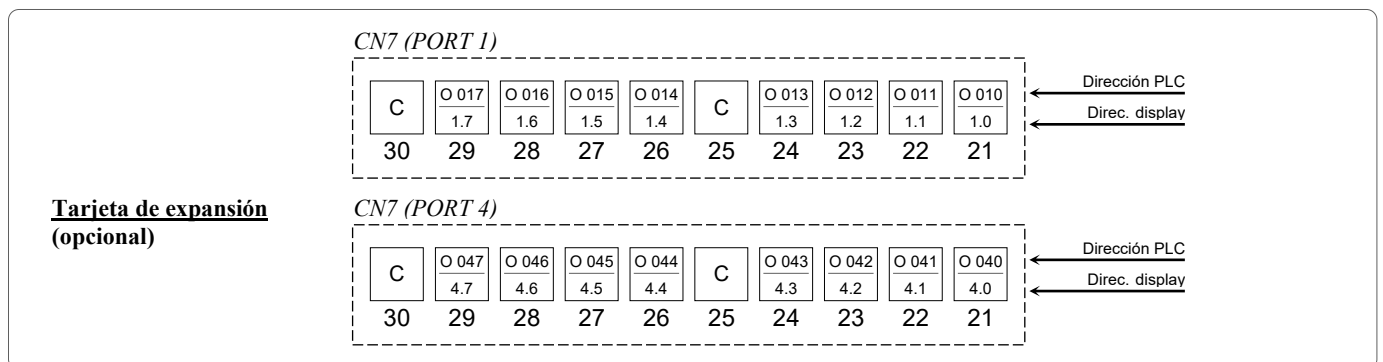 CN7 (PORT 1)
C O 017 O 016 O 015 O 014 C O 013 O 012 O 011 O 010 Dirección PLC
1.7 1.6 1.5 1.4 1.3 1.2 1.1 1.0 Direc. display
30 29 28 27 26 25 24 23 22 21
Tarjeta de expansión
(opcional)
CN7 (PORT 4)
C O 047 O 046 O 045 O 044 C O 043 O 042 O 041 O 040 Dirección PLC
4.7 4.6 4.5 4.4 4.3 4.2 4.1 4.0 Direc. display
30 29 28 27 26 25 24 23 22 21